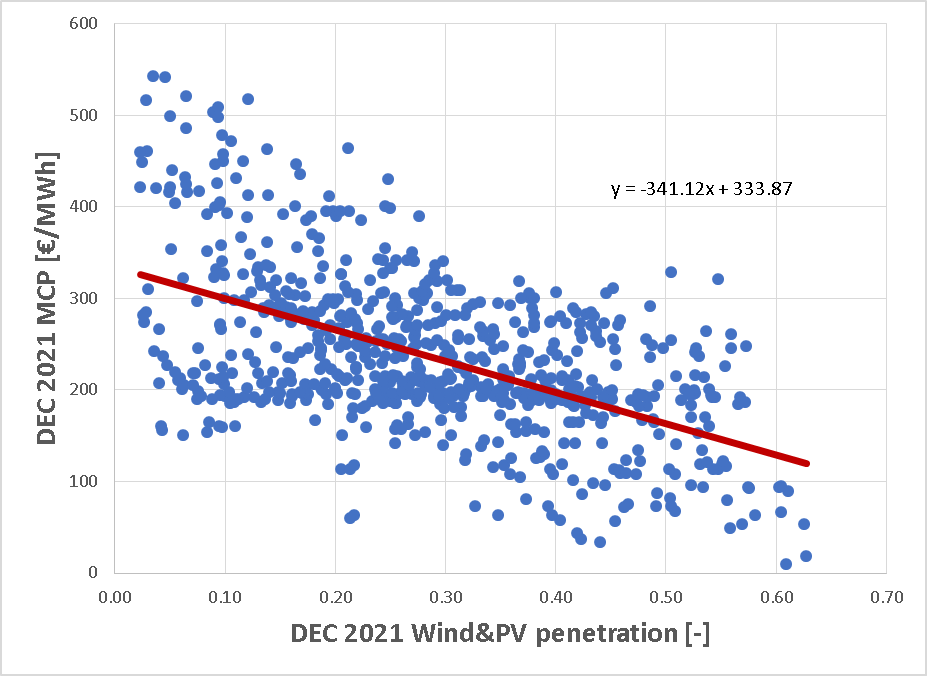 600
500
400
300
200
100
0
y = -341.12x + 333.87
DEC 2021 MCP [€/MWh]
0.00 0.10 0.20 0.30 0.40 0.50 0.60 0.70
DEC 2021 Wind&PV penetration [-]